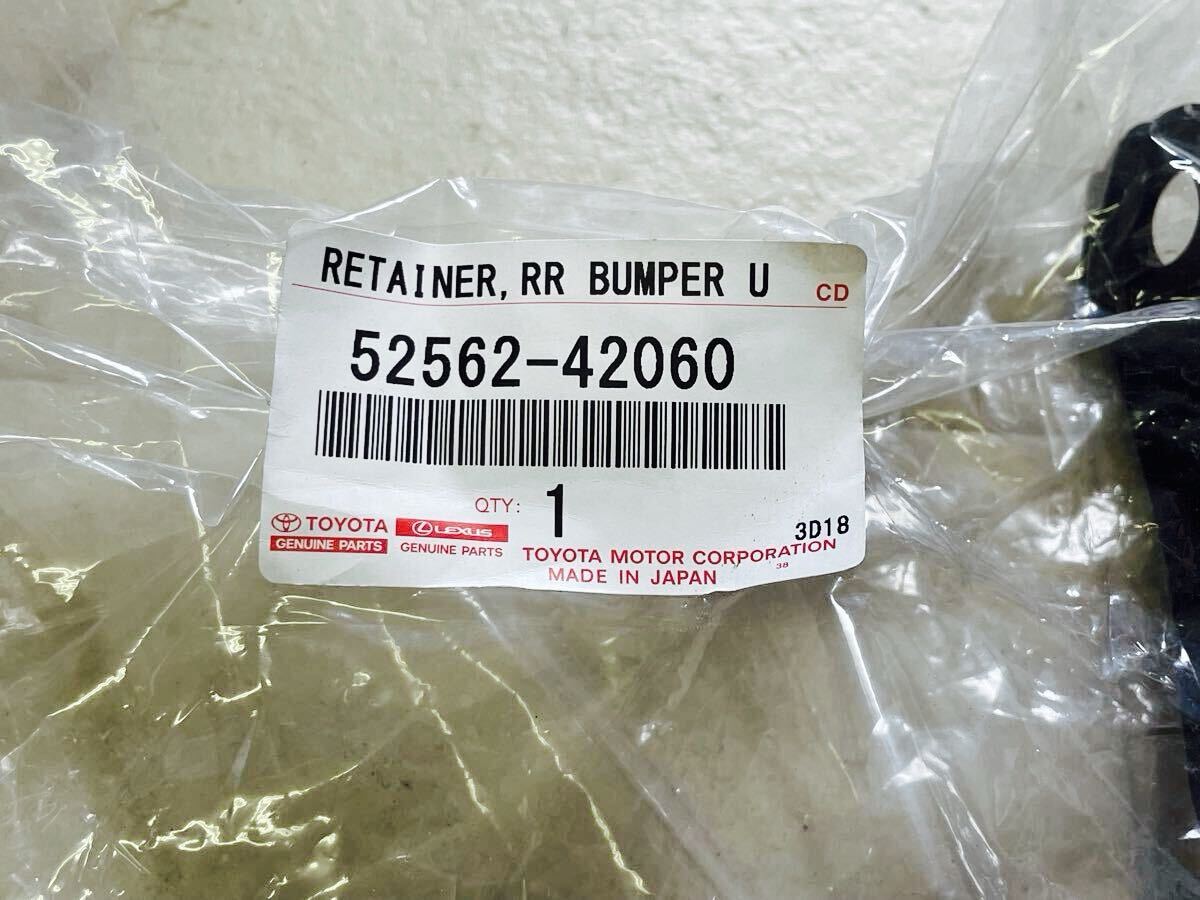 RETAINER, RR BUMPER U CD
52562-42060
QTY: 1
3D18
TOYOTA
GENUINE PARTS
LEXUS
GENUINE PARTS
TOYOTA MOTOR CORPORATION
38
MADE IN JAPAN